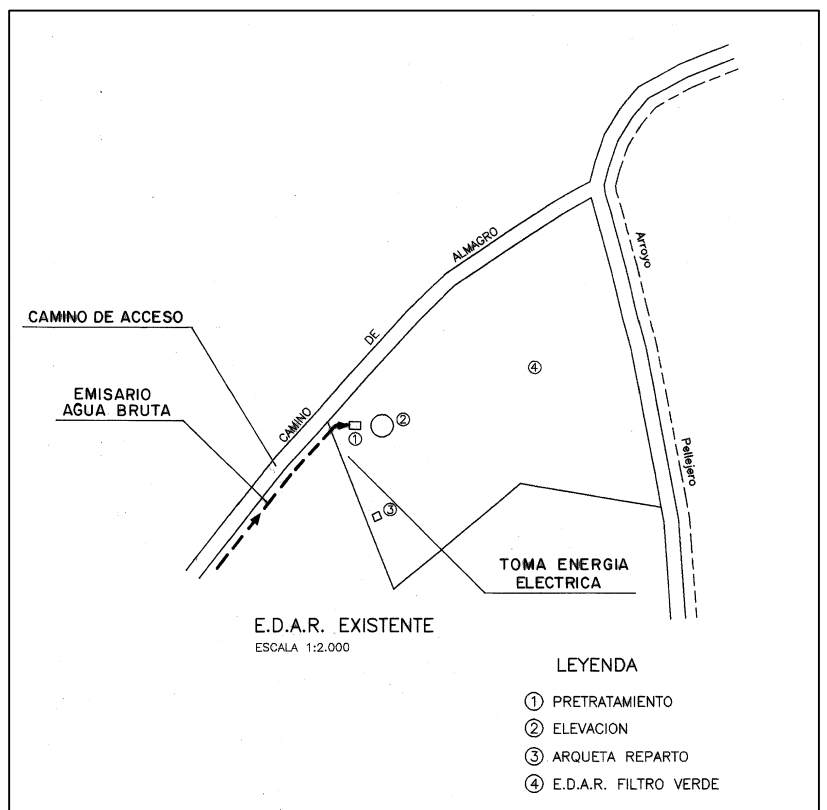 ALMAGRO
Arroyo
CAMINO DE ACCESO
DE
④
EMISARIO
AGUA BRUTA
CAMINO
②
①
Pellejero
③
TOMA ENERGIA
ELECTRICA
E.D.A.R. EXISTENTE
ESCALA 1:2.000
LEYENDA
① PRETRATAMIENTO
② ELEVACION
③ ARQUETA REPARTO
④ E.D.A.R. FILTRO VERDE